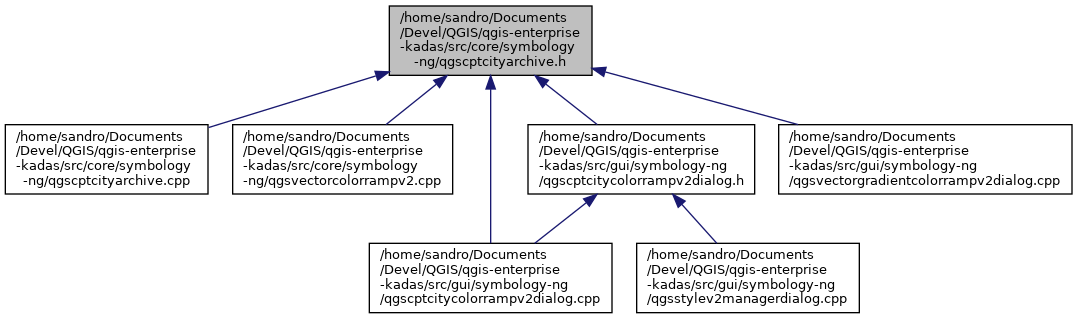 /home/sandro/Documents
/Devel/QGIS/qgis-enterprise
-kadas/src/core/symbology
-ng/qgscptcityarchive.h
/home/sandro/Documents
/Devel/QGIS/qgis-enterprise
-kadas/src/core/symbology
-ng/qgscptcityarchive.cpp
/home/sandro/Documents
/Devel/QGIS/qgis-enterprise
-kadas/src/core/symbology
-ng/qgsvectorcolorrampv2.cpp
/home/sandro/Documents
/Devel/QGIS/qgis-enterprise
-kadas/src/gui/symbology-ng
/qgscptcitycolorrampv2dialog.h
/home/sandro/Documents
/Devel/QGIS/qgis-enterprise
-kadas/src/gui/symbology-ng
/qgsvectorgradientcolorrampv2dialog.cpp
/home/sandro/Documents
/Devel/QGIS/qgis-enterprise
-kadas/src/gui/symbology-ng
/qgscptcitycolorrampv2dialog.cpp
/home/sandro/Documents
/Devel/QGIS/qgis-enterprise
-kadas/src/gui/symbology-ng
/qgsstylev2managerdialog.cpp